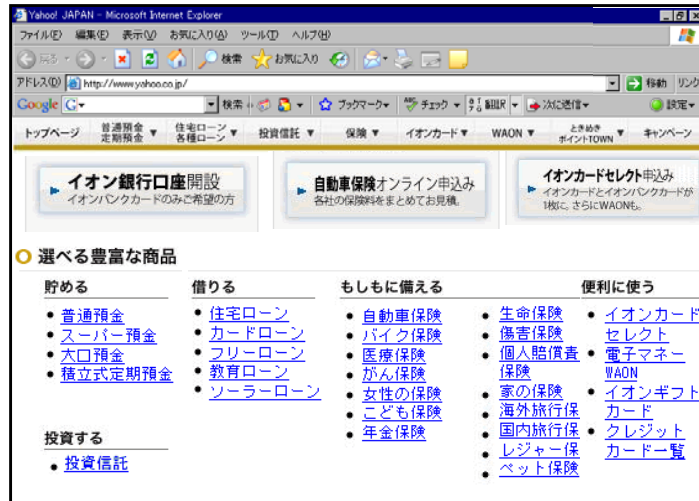 Yahoo! JAPAN - Microsoft Internet Explorer
ファイル(F) 編集(E) 表示(V) お気に入り(A) ツール(T) ヘルプ(H)
戻る 検索 お気に入り
アドレス(D) http://www.yahoo.co.jp/ 移動 リンク
Google G 検索 ブックマーク チェック 翻訳 次に送信 設定
トップページ 普通預金 定期預金 住宅ローン 各種ローン 投資信託 保険 イオンカード WAON ときめきポイントTOWN キャンペーン
イオン銀行口座開設
イオンバンクカードのみご希望の方
自動車保険オンライン申込み
各社の保険料をまとめてお見積。
イオンカードセレクト申込み
イオンカードとイオンバンクカードが
1枚に。さらにWAONも。
選べる豊富な商品
貯める
普通預金
スーパー預金
大口預金
積立式定期預金
投資する
投資信託
借りる
住宅ローン
カードローン
フリーローン
教育ローン
ソーラーローン
もしもに備える
自動車保険
バイク保険
医療保険
がん保険
女性の保険
こども保険
年金保険
生命保険
傷害保険
個人賠償責
保険
家の保険
海外旅行保
国内旅行保
レジャー保
ペット保険
便利に使う
イオンカード
セレクト
電子マネー
WAON
イオンギフト
カード
クレジット
カード一覧